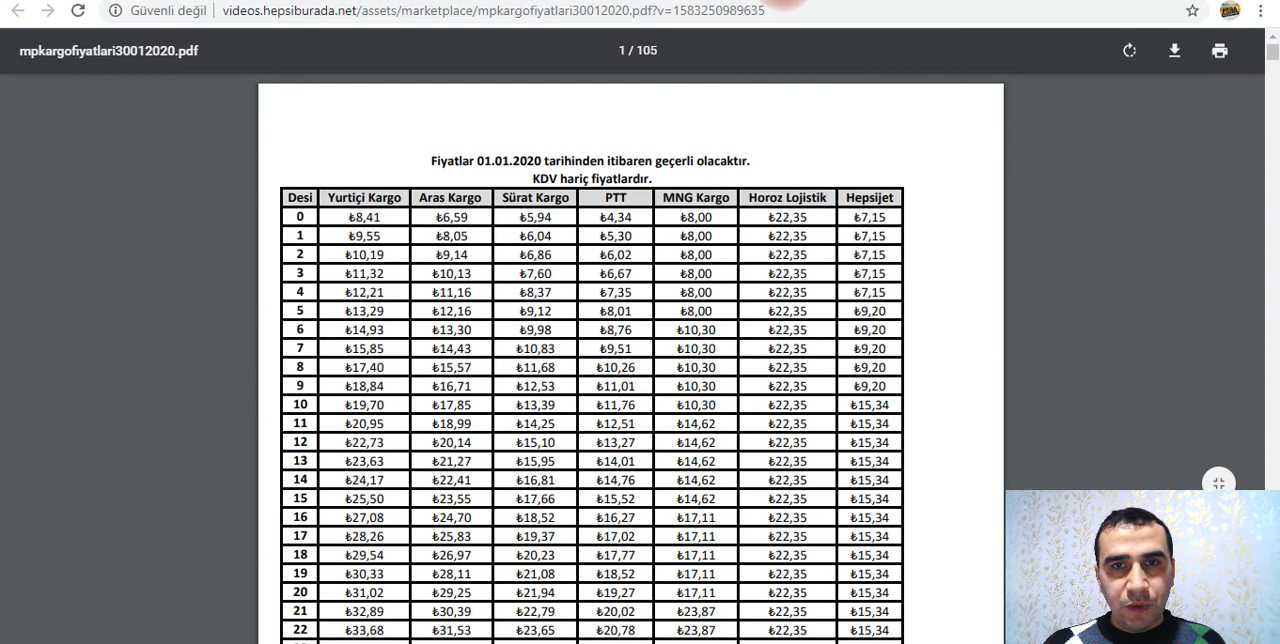 Güvenli değil | videos.hepsiburada.net/assets/marketplace/mpkargofiyatlari30012020.pdf?v=1583250989635
mpkargofiyatlari30012020.pdf 1 / 105
Fiyatlar 01.01.2020 tarihinden itibaren geçerli olacaktır.
KDV hariç fiyatlardır.
Desi Yurtiçi Kargo Aras Kargo Sürat Kargo PTT MNG Kargo Horoz Lojistik Hepsijet
0 ₺8,41 ₺6,59 ₺5,94 ₺4,34 ₺8,00 ₺22,35 ₺7,15
1 ₺9,55 ₺8,05 ₺6,04 ₺5,30 ₺8,00 ₺22,35 ₺7,15
2 ₺10,19 ₺9,14 ₺6,86 ₺6,02 ₺8,00 ₺22,35 ₺7,15
3 ₺11,32 ₺10,13 ₺7,60 ₺6,67 ₺8,00 ₺22,35 ₺7,15
4 ₺12,21 ₺11,16 ₺8,37 ₺7,35 ₺8,00 ₺22,35 ₺7,15
5 ₺13,29 ₺12,16 ₺9,12 ₺8,01 ₺8,00 ₺22,35 ₺9,20
6 ₺14,93 ₺13,30 ₺9,98 ₺8,76 ₺10,30 ₺22,35 ₺9,20
7 ₺15,85 ₺14,43 ₺10,83 ₺9,51 ₺10,30 ₺22,35 ₺9,20
8 ₺17,40 ₺15,57 ₺11,68 ₺10,26 ₺10,30 ₺22,35 ₺9,20
9 ₺18,84 ₺16,71 ₺12,53 ₺11,01 ₺10,30 ₺22,35 ₺9,20
10 ₺19,70 ₺17,85 ₺13,39 ₺11,76 ₺10,30 ₺22,35 ₺15,34
11 ₺20,95 ₺18,99 ₺14,25 ₺12,51 ₺14,62 ₺22,35 ₺15,34
12 ₺22,73 ₺20,14 ₺15,10 ₺13,27 ₺14,62 ₺22,35 ₺15,34
13 ₺23,63 ₺21,27 ₺15,95 ₺14,01 ₺14,62 ₺22,35 ₺15,34
14 ₺24,17 ₺22,41 ₺16,81 ₺14,76 ₺14,62 ₺22,35 ₺15,34
15 ₺25,50 ₺23,55 ₺17,66 ₺15,52 ₺14,62 ₺22,35 ₺15,34
16 ₺27,08 ₺24,70 ₺18,52 ₺16,27 ₺17,11 ₺22,35 ₺15,34
17 ₺28,26 ₺25,83 ₺19,37 ₺17,02 ₺17,11 ₺22,35 ₺15,34
18 ₺29,54 ₺26,97 ₺20,23 ₺17,77 ₺17,11 ₺22,35 ₺15,34
19 ₺30,33 ₺28,11 ₺21,08 ₺18,52 ₺17,11 ₺22,35 ₺15,34
20 ₺31,02 ₺29,25 ₺21,94 ₺19,27 ₺17,11 ₺22,35 ₺15,34
21 ₺32,89 ₺30,39 ₺22,79 ₺20,02 ₺23,87 ₺22,35 ₺15,34
22 ₺33,68 ₺31,53 ₺23,65 ₺20,78 ₺23,87 ₺22,35 ₺15,34